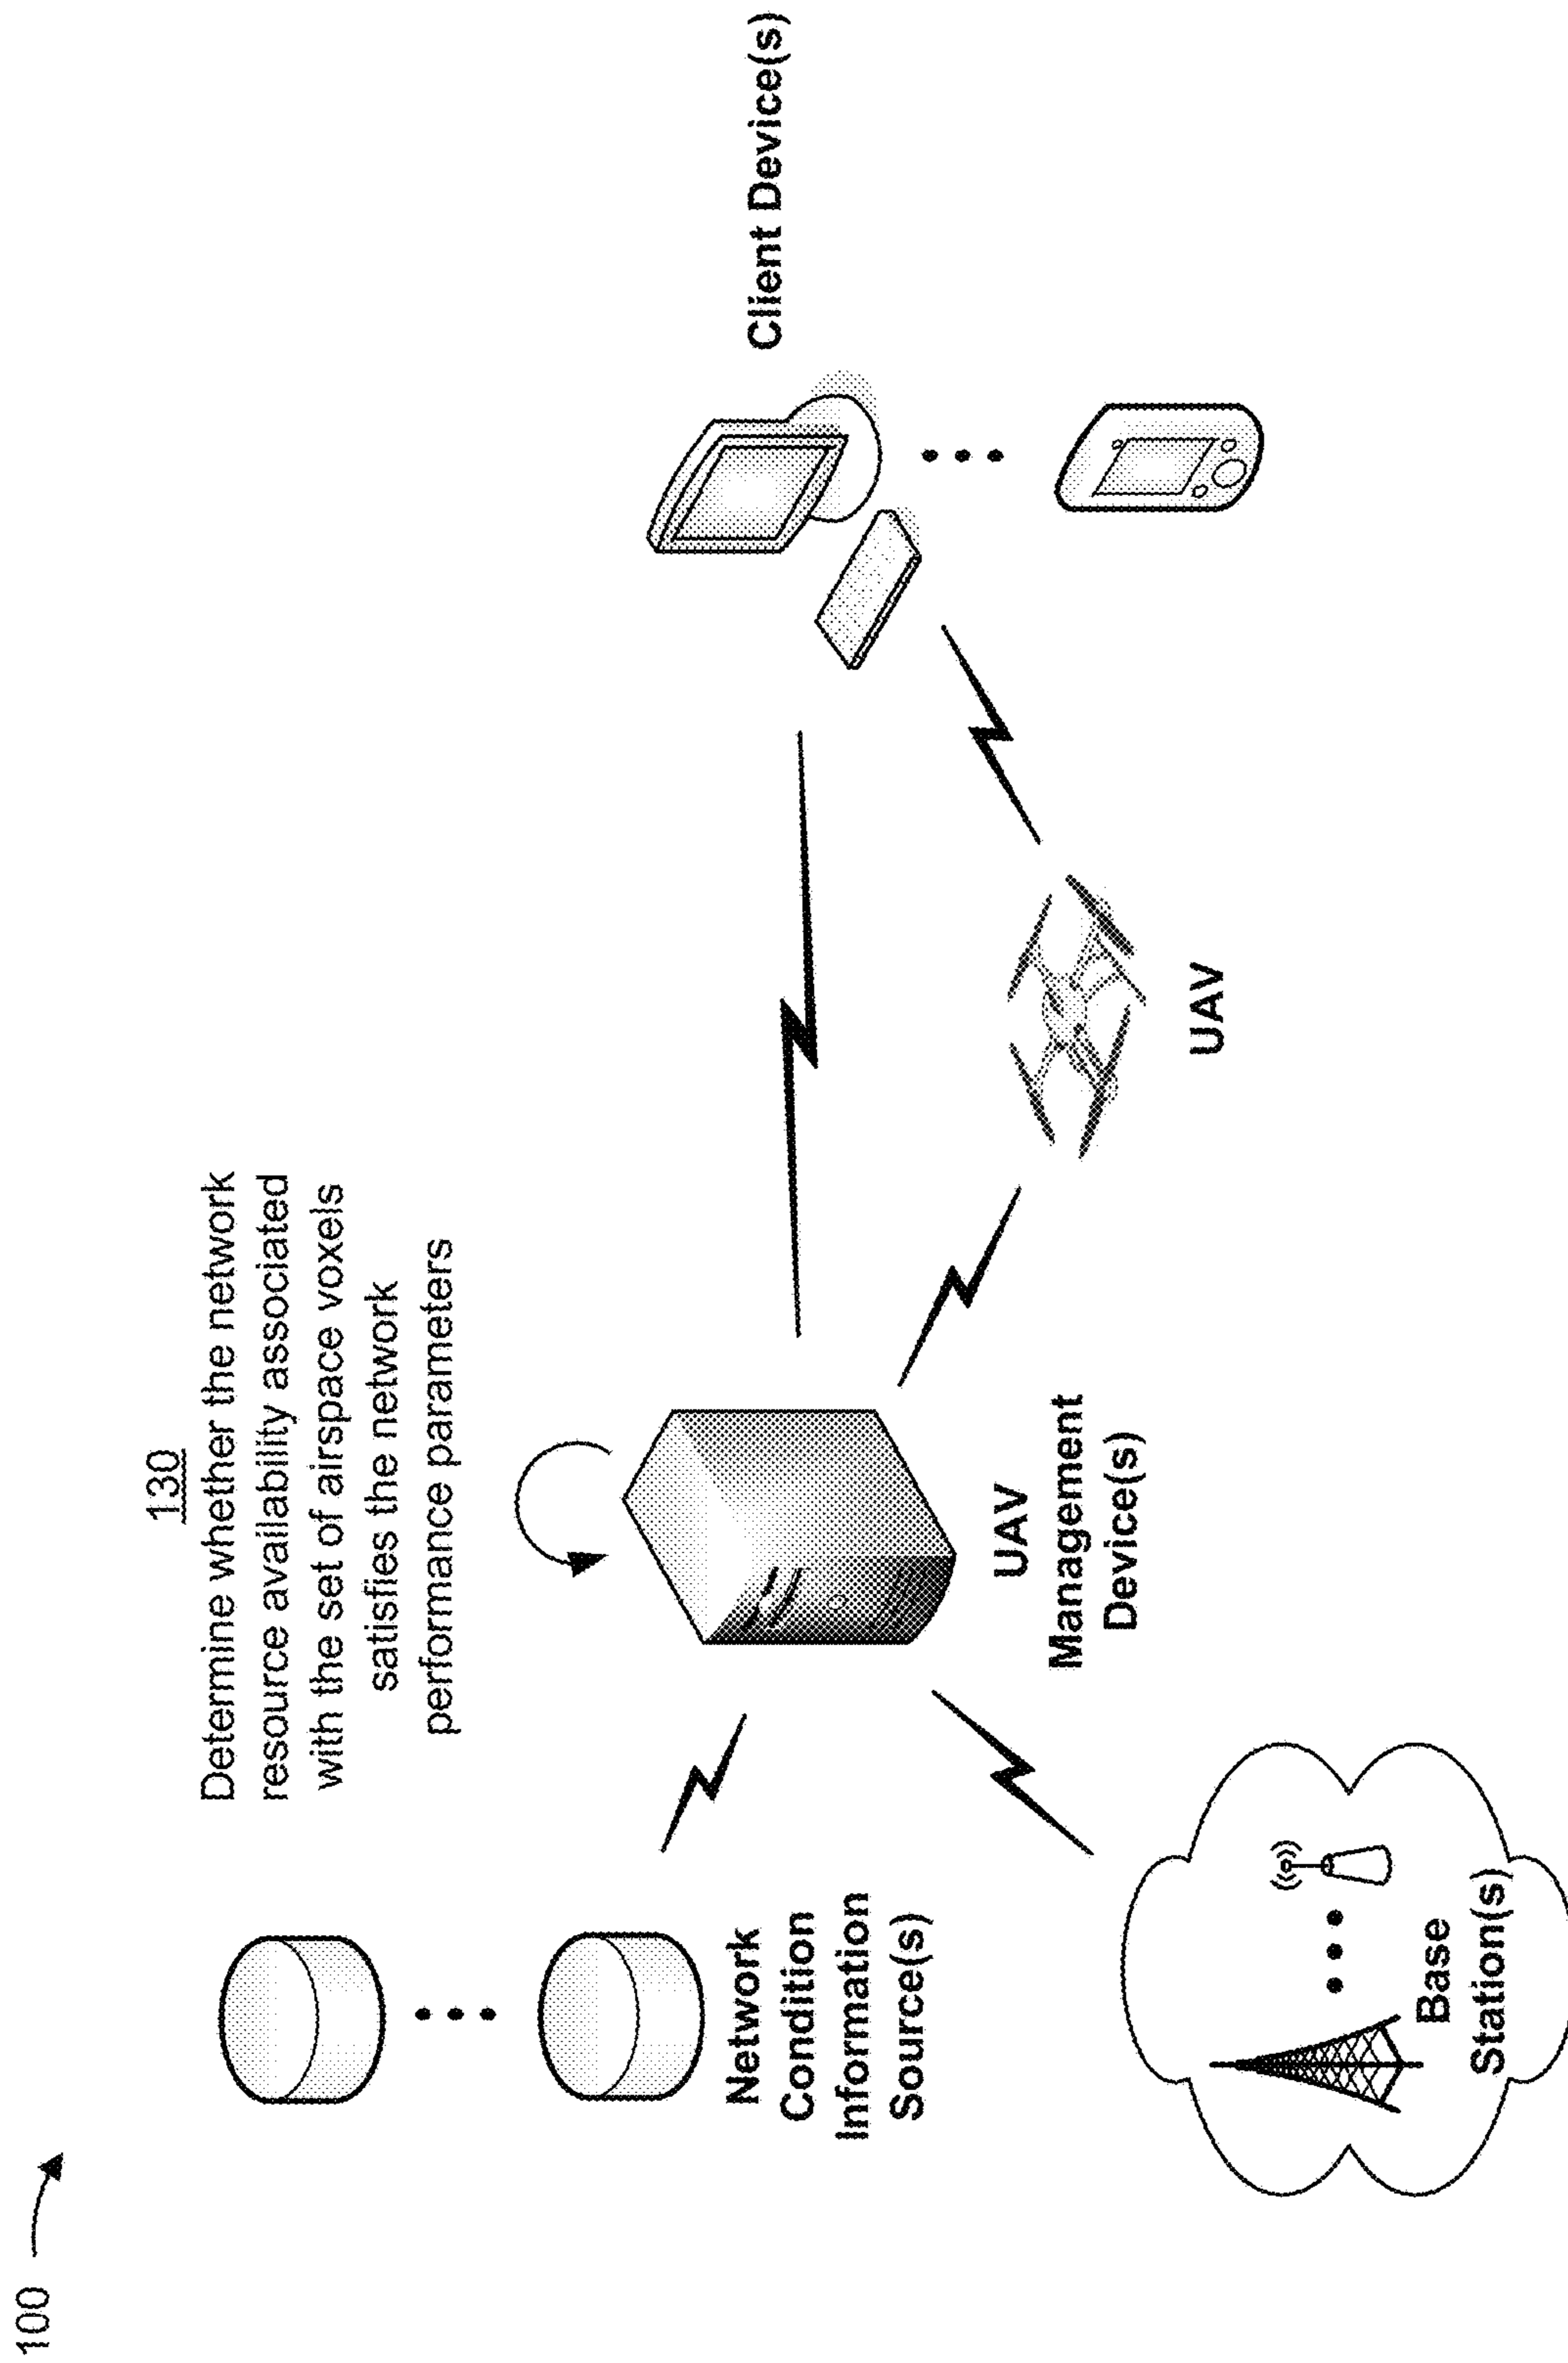 100
130
Determine whether the network
resource availability associated
with the set of airspace voxels
satisfies the network
performance parameters
Network
Condition
Information
Source(s)
UAV
Management
Device(s)
Client Device(s)
UAV
Base
Station(s)